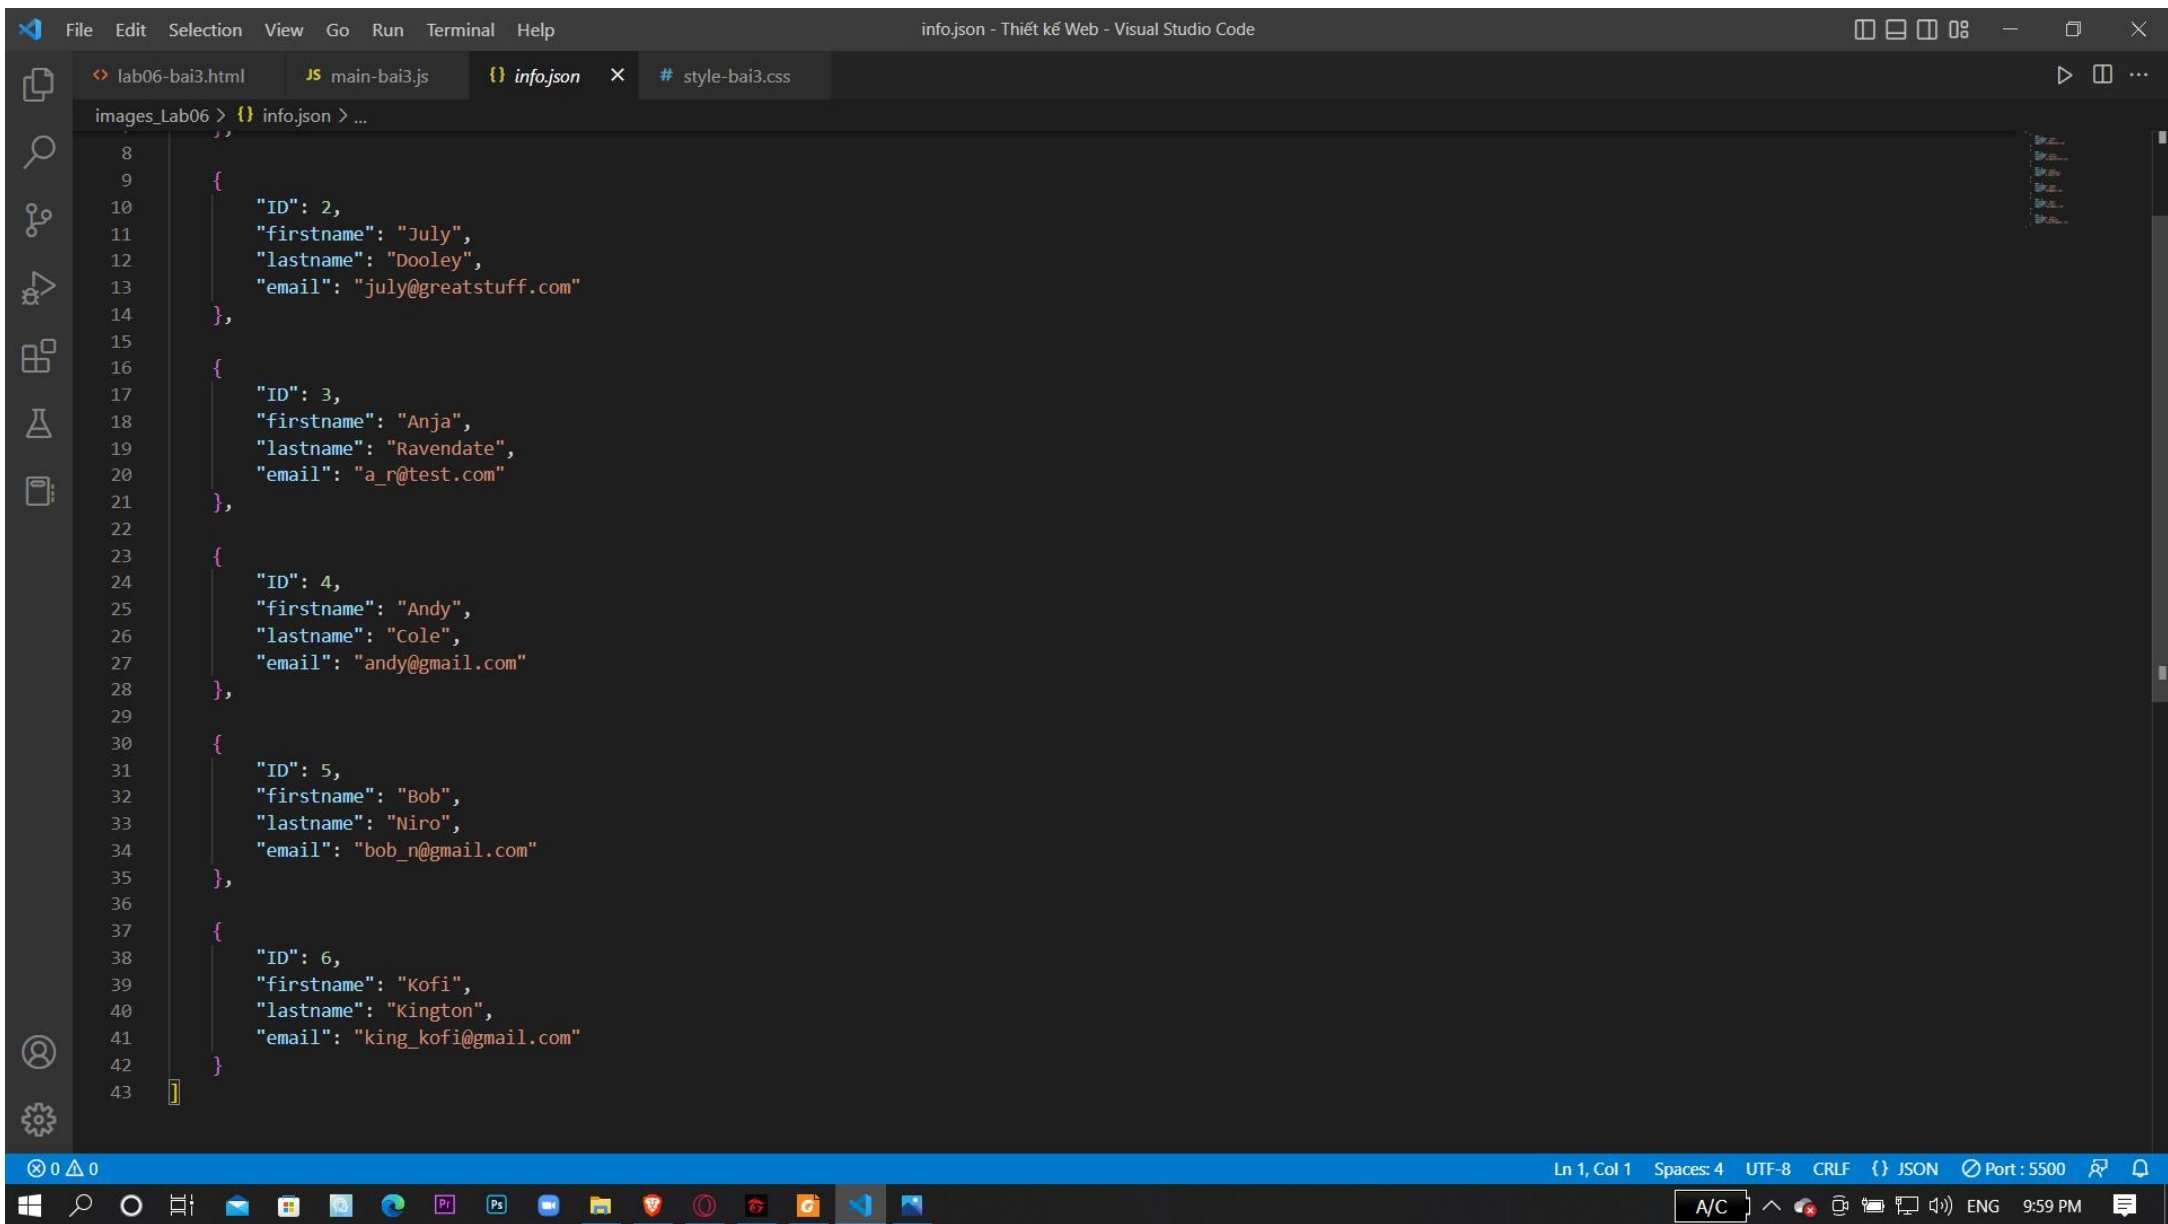 File Edit Selection View Go Run Terminal Help info.json - Thiết kế Web - Visual Studio Code
lab06-bai3.html JS main-bai3.js {} info.json # style-bai3.css
images_Lab06 > {} info.json > ...
8
9 {
10 "ID": 2,
11 "firstname": "July",
12 "lastname": "Dooley",
13 "email": "july@greatstuff.com"
14 },
15
16 {
17 "ID": 3,
18 "firstname": "Anja",
19 "lastname": "Ravendate",
20 "email": "a_r@test.com"
21 },
22
23 {
24 "ID": 4,
25 "firstname": "Andy",
26 "lastname": "Cole",
27 "email": "andy@gmail.com"
28 },
29
30 {
31 "ID": 5,
32 "firstname": "Bob",
33 "lastname": "Niro",
34 "email": "bob_n@gmail.com"
35 },
36
37 {
38 "ID": 6,
39 "firstname": "Kofi",
40 "lastname": "Kington",
41 "email": "king_kofi@gmail.com"
42 }
43 ]
0 0 Ln 1, Col 1 Spaces: 4 UTF-8 CRLF {} JSON Port : 5500
Pr Ps A/C ENG 9:59 PM